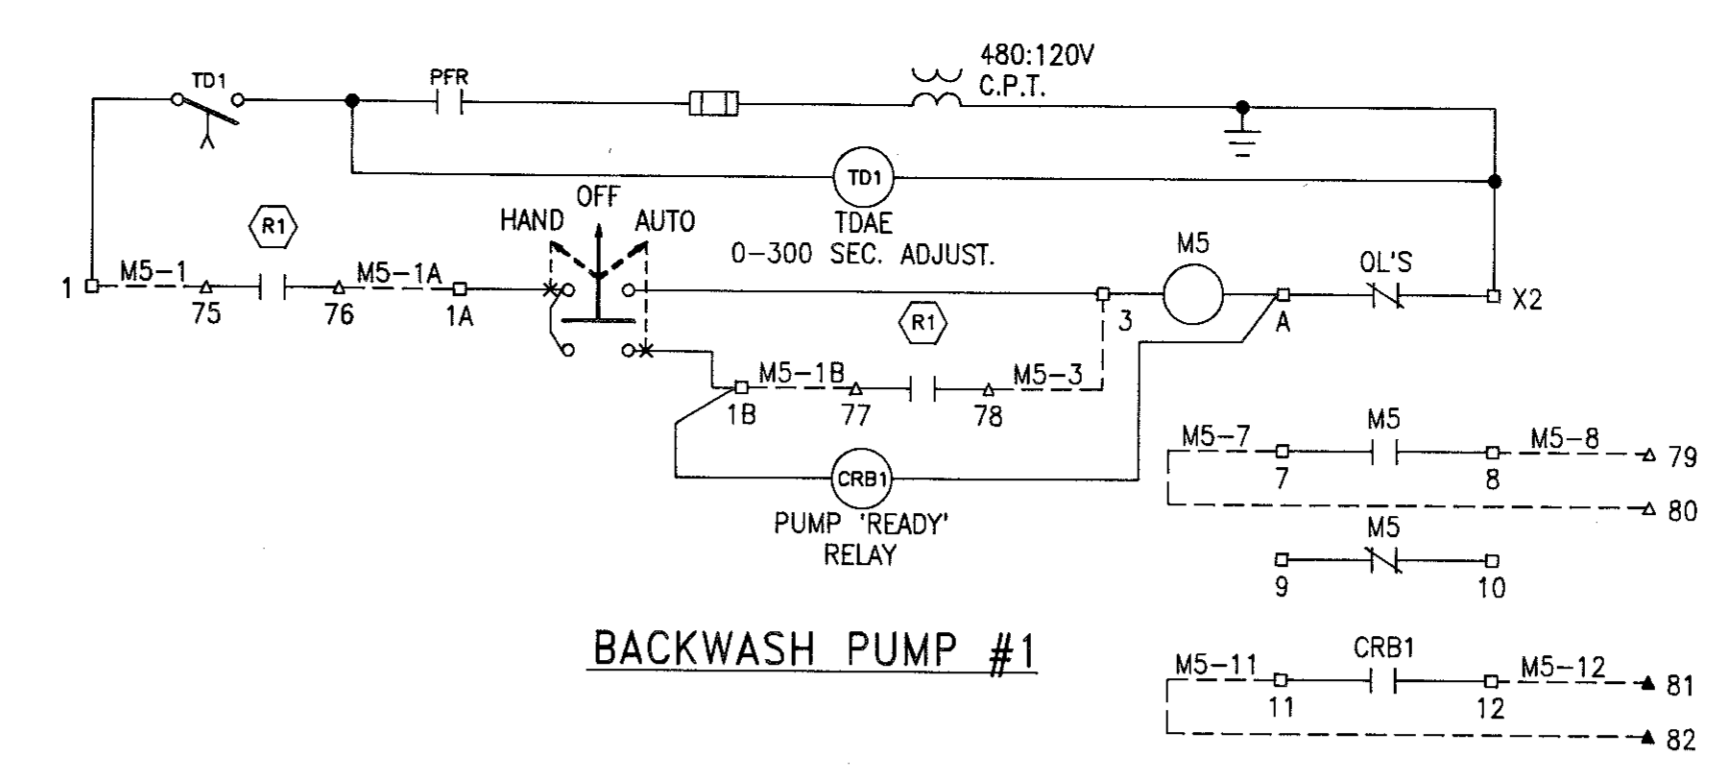 480:120V
C.P.T.
TD1
PFR
TD1
TDAE
0-300 SEC. ADJUST.
OFF
HAND
AUTO
R1
M5
OL'S
1
M5-1
75
76
M5-1A
1A
R1
3
A
X2
M5-1B
M5-3
1B
77
78
CRB1
PUMP 'READY'
RELAY
M5-7
M5
M5-8
79
7
8
80
M5
9
10
BACKWASH PUMP #1
M5-11
CRB1
M5-12
81
11
12
82